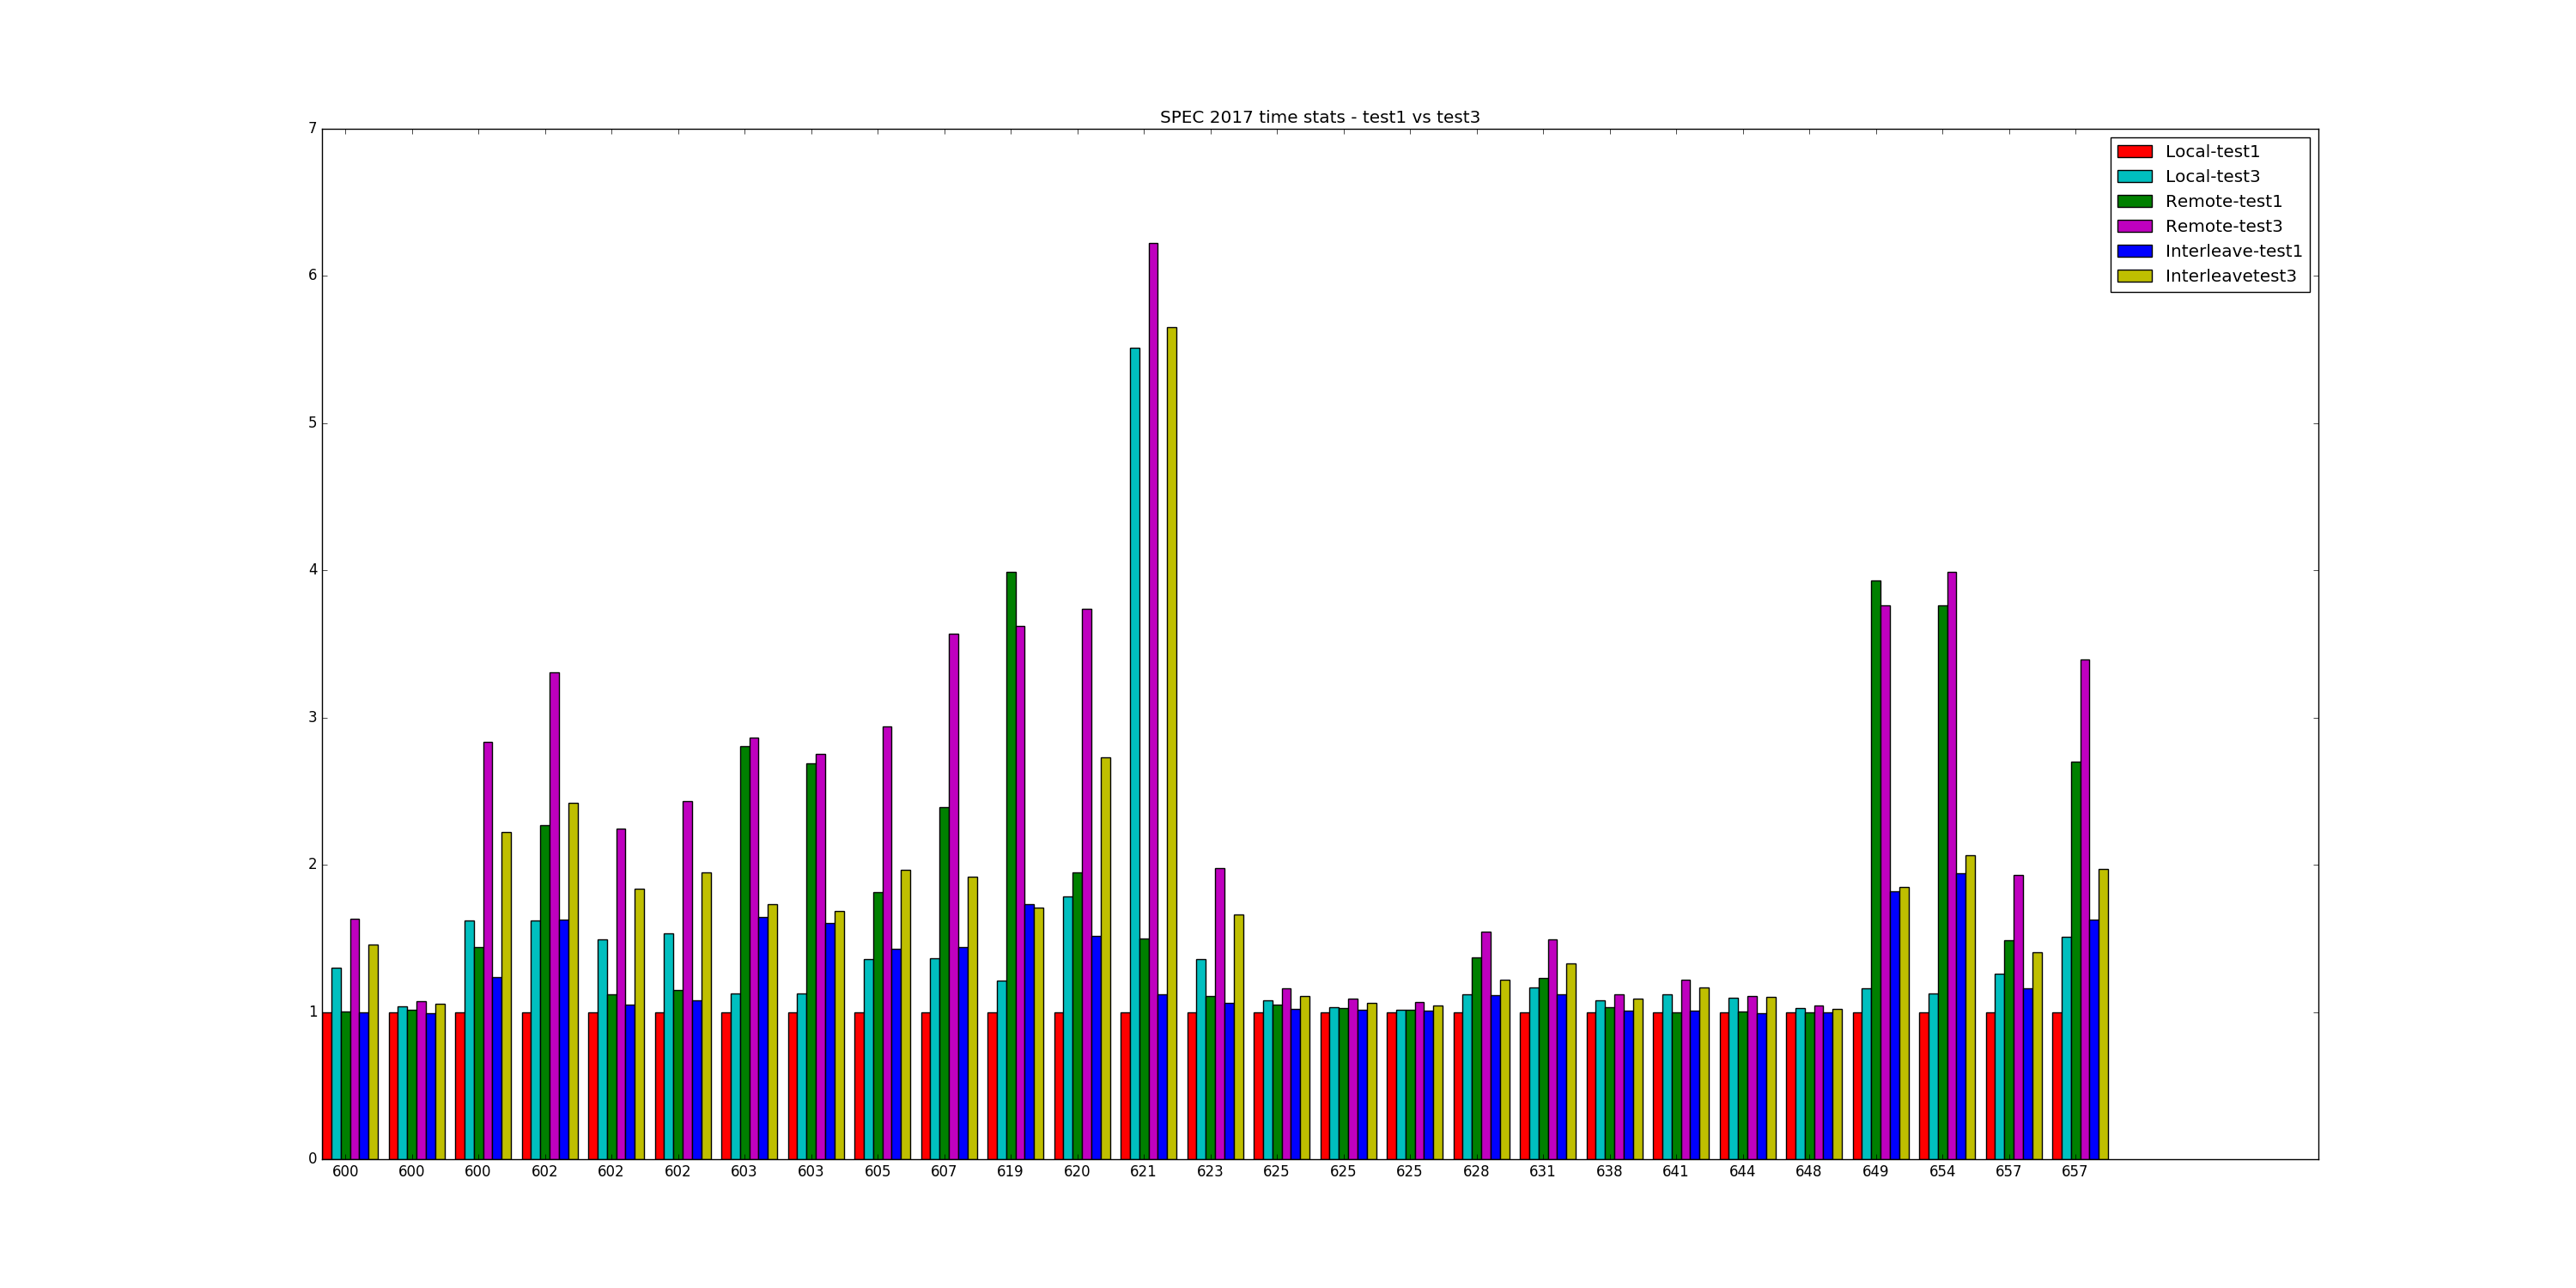 SPEC 2017 time stats - test1 vs test3
7
6
5
4
3
2
1
0
Local-test1
Local-test3
Remote-test1
Remote-test3
Interleave-test1
Interleavetest3
600 600 600 602 602 602 603 603 605 607 619 620 621 623 625 625 625 628 631 638 641 644 648 649 654 657 657